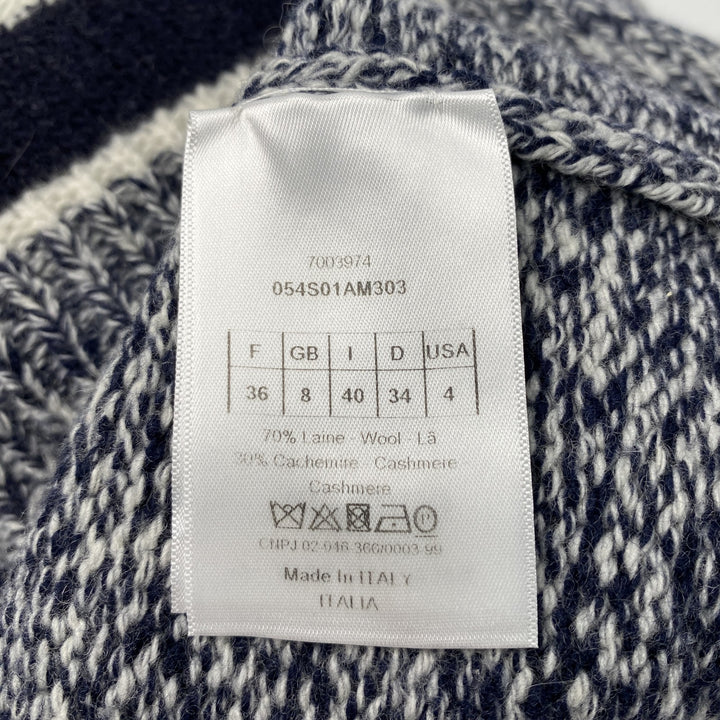 7003974
054S01AM303
F GB I D USA
36 8 40 34 4
70% Laine - Wool - Lã
30% Cachemire - Cashmere
Cashmere
CNPJ 02.046.366/0003-99
Made In ITALY
ITALIA